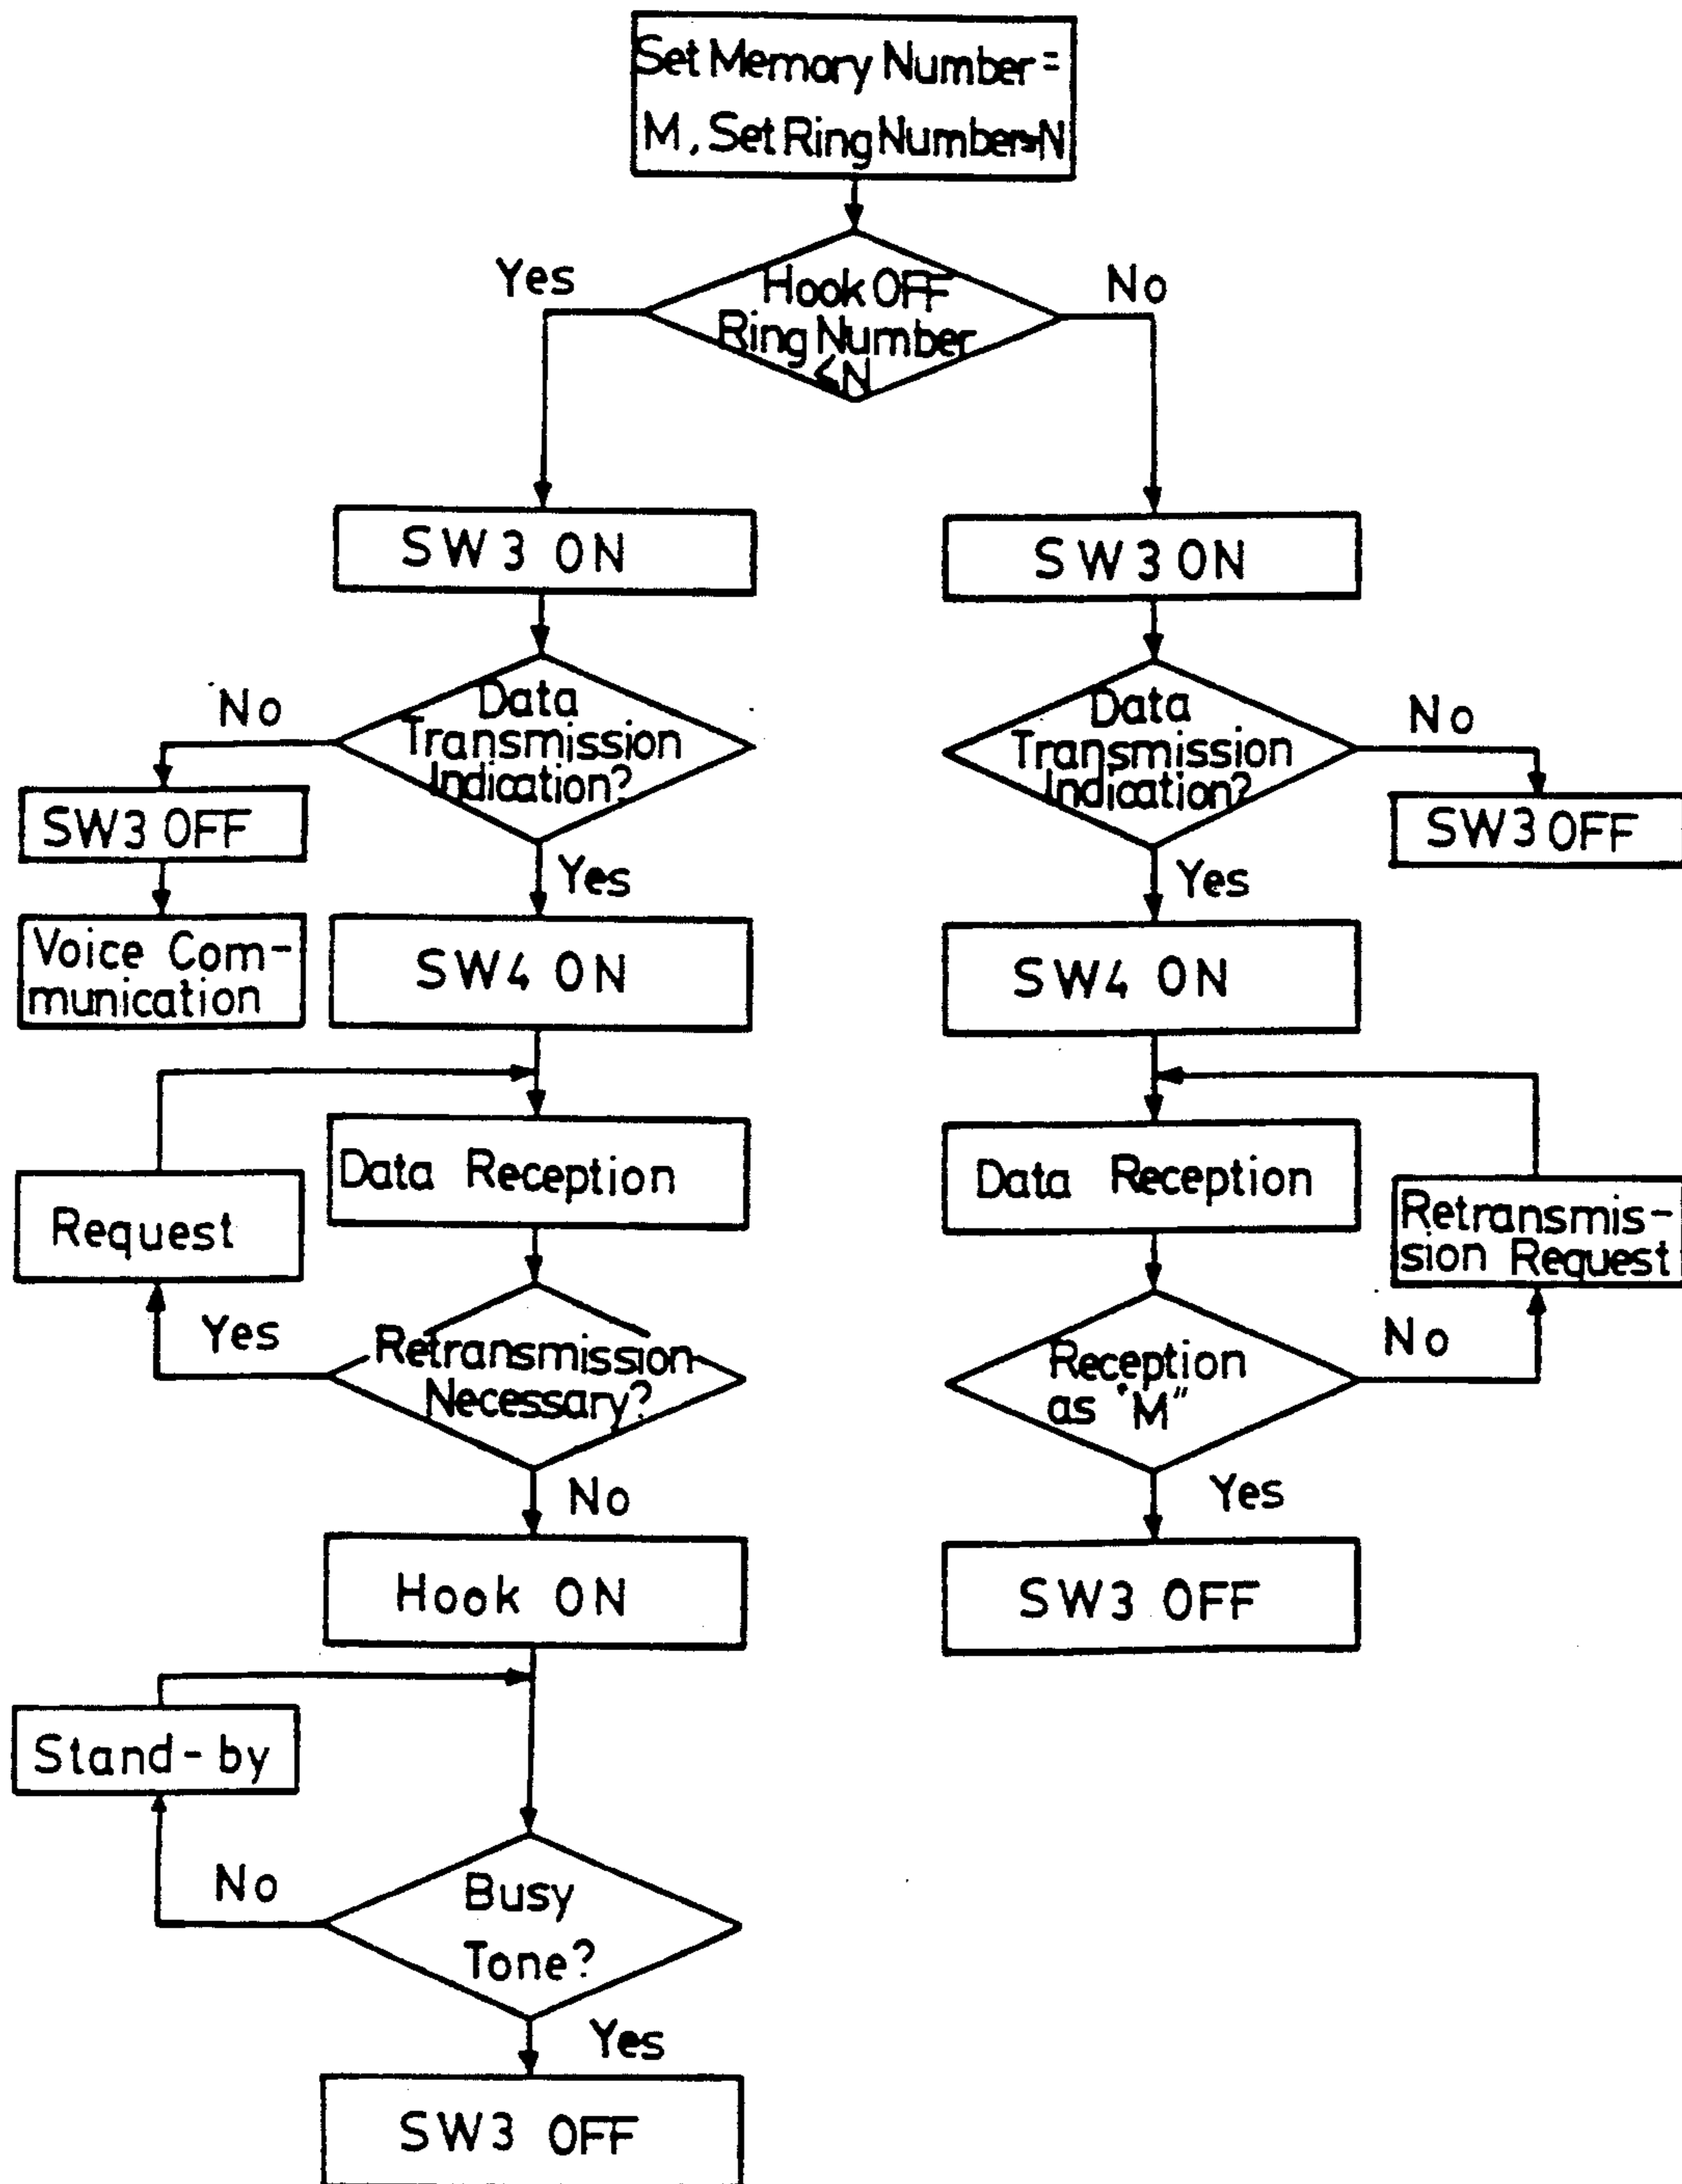 Set Memory Number =
M, Set Ring Number=N
Yes
Hook OFF
Ring Number
<N
No
SW3 ON
SW3 ON
No
Data
Transmission
Indication?
Data
Transmission
Indication?
No
SW3 OFF
Yes
Yes
SW3 OFF
Voice Com-
munication
SW4 ON
SW4 ON
Request
Data Reception
Data Reception
Retransmis-
sion Request
Yes
Retransmission
Necessary?
Reception
as "M"
No
No
Yes
Hook ON
SW3 OFF
Stand-by
No
Busy
Tone?
Yes
SW3 OFF